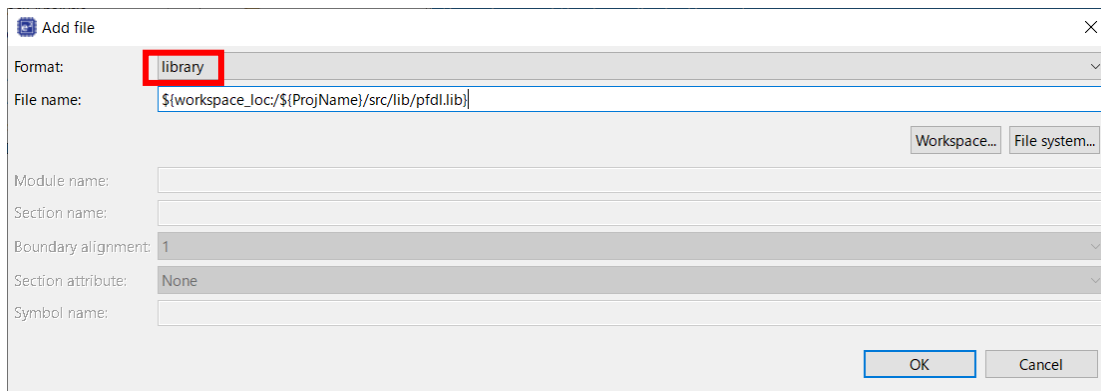 Add file
Format:
library
File name:
${workspace_loc:/${ProjName}/src/lib/pfdl.lib}
Workspace...
File system...
Module name:
Section name:
Boundary alignment:
1
Section attribute:
None
Symbol name:
OK
Cancel